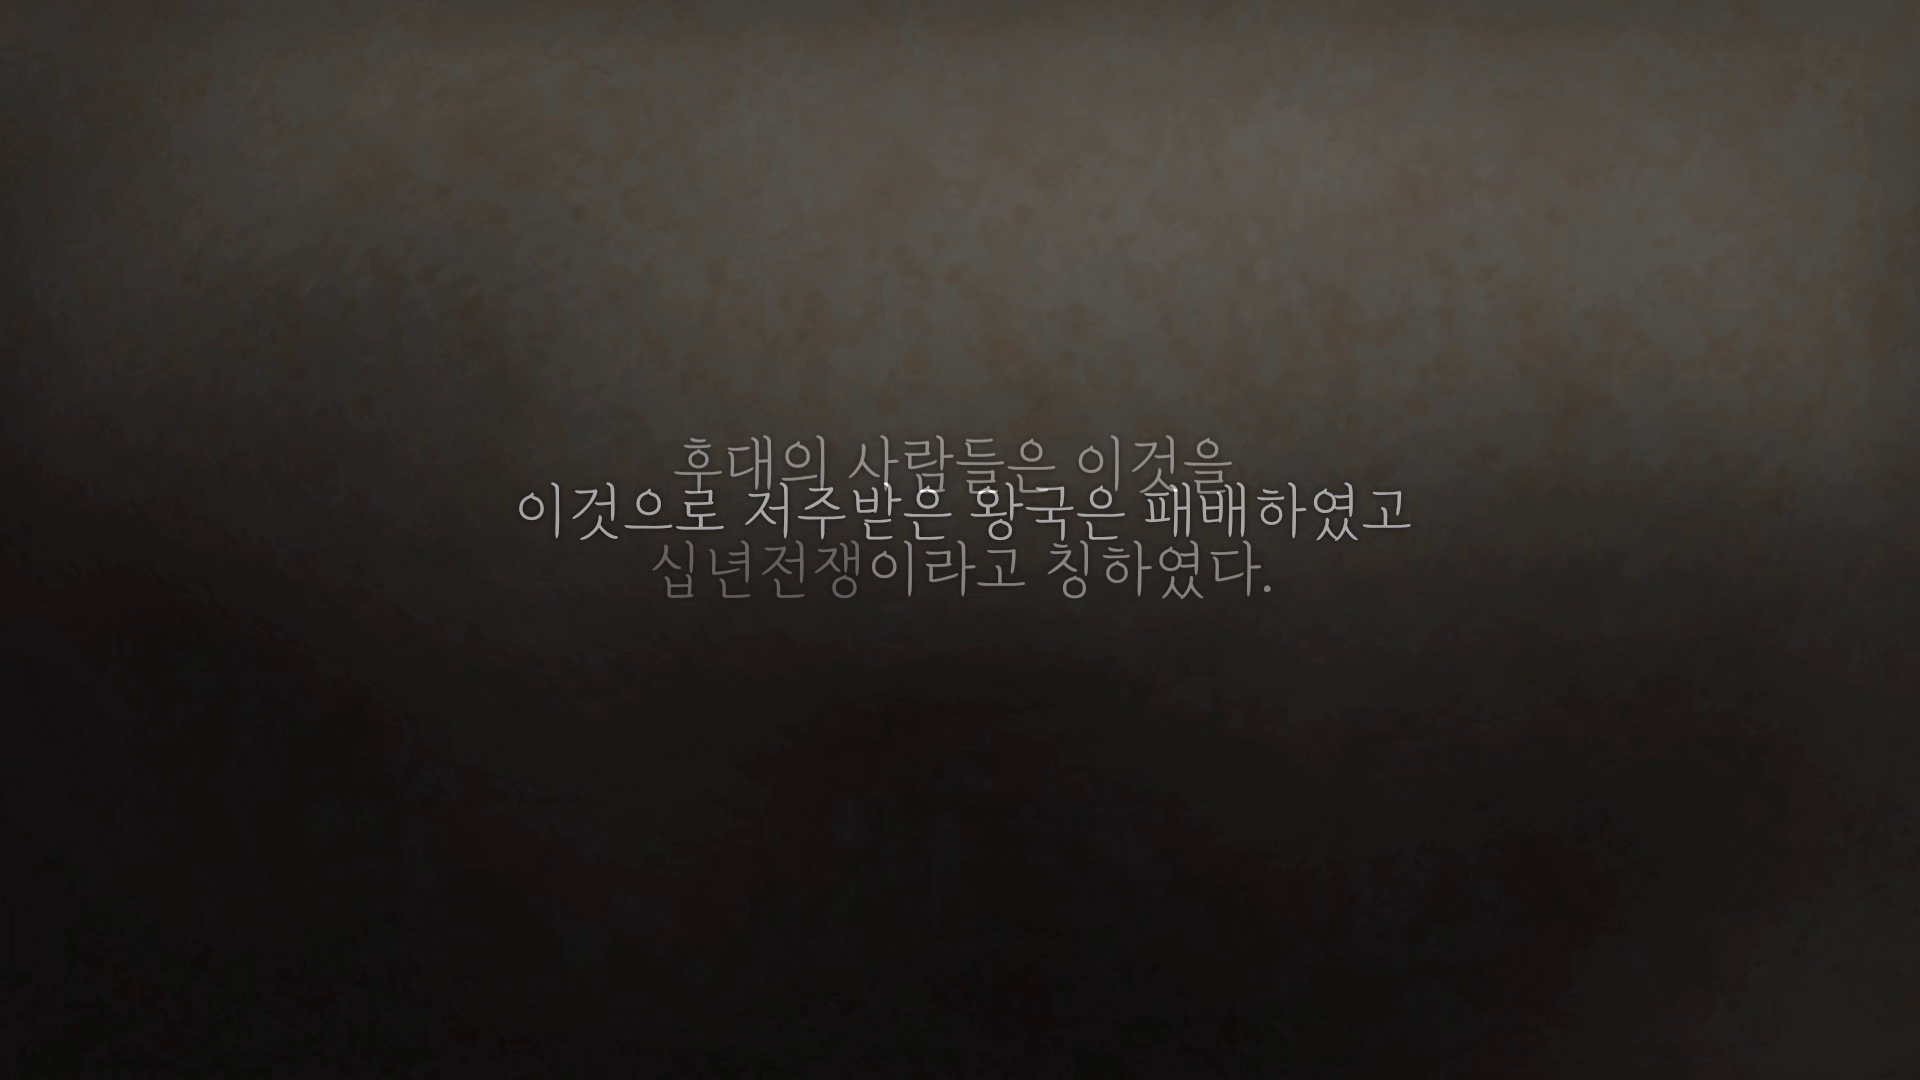 후대의 사람들은 이것을
이것으로 저주받은 왕국은 패배하였고
십년전쟁이라고 칭하였다.